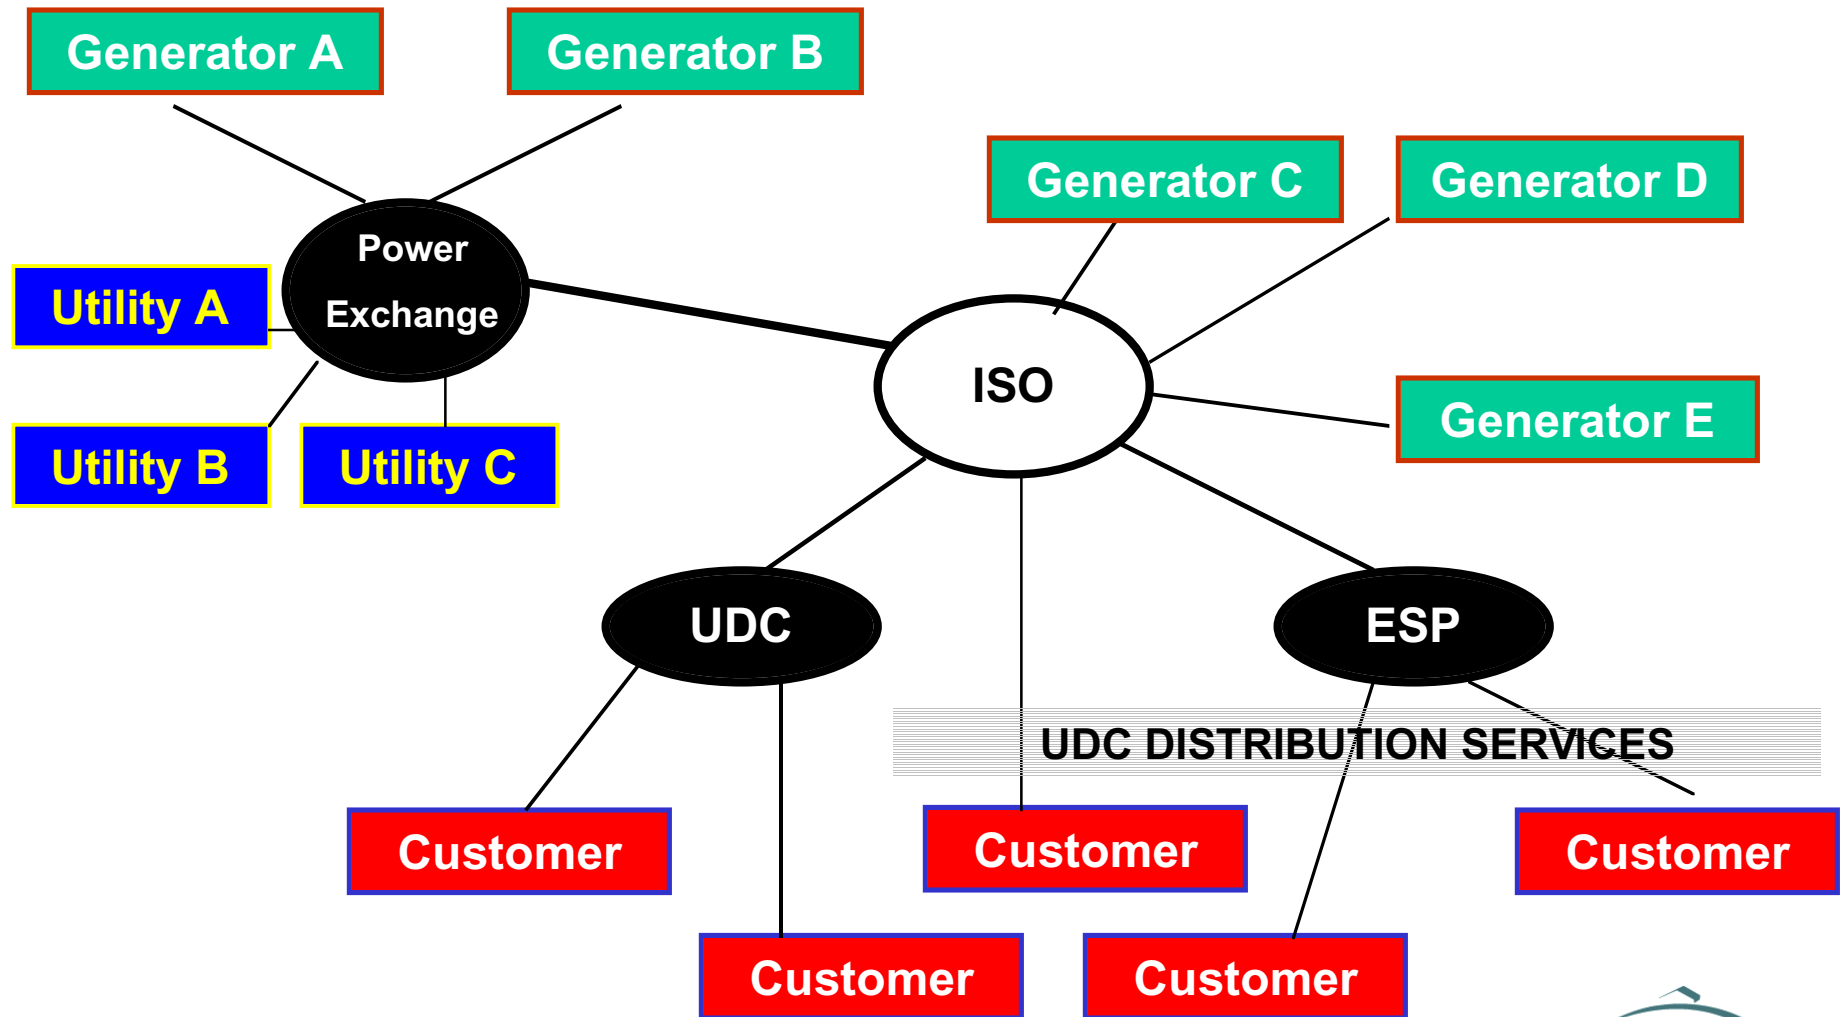 Generator A
Generator B
Generator C
Generator D
Power
Exchange
Utility A
ISO
Generator E
Utility B
Utility C
UDC
ESP
UDC DISTRIBUTION SERVICES
Customer
Customer
Customer
Customer
Customer